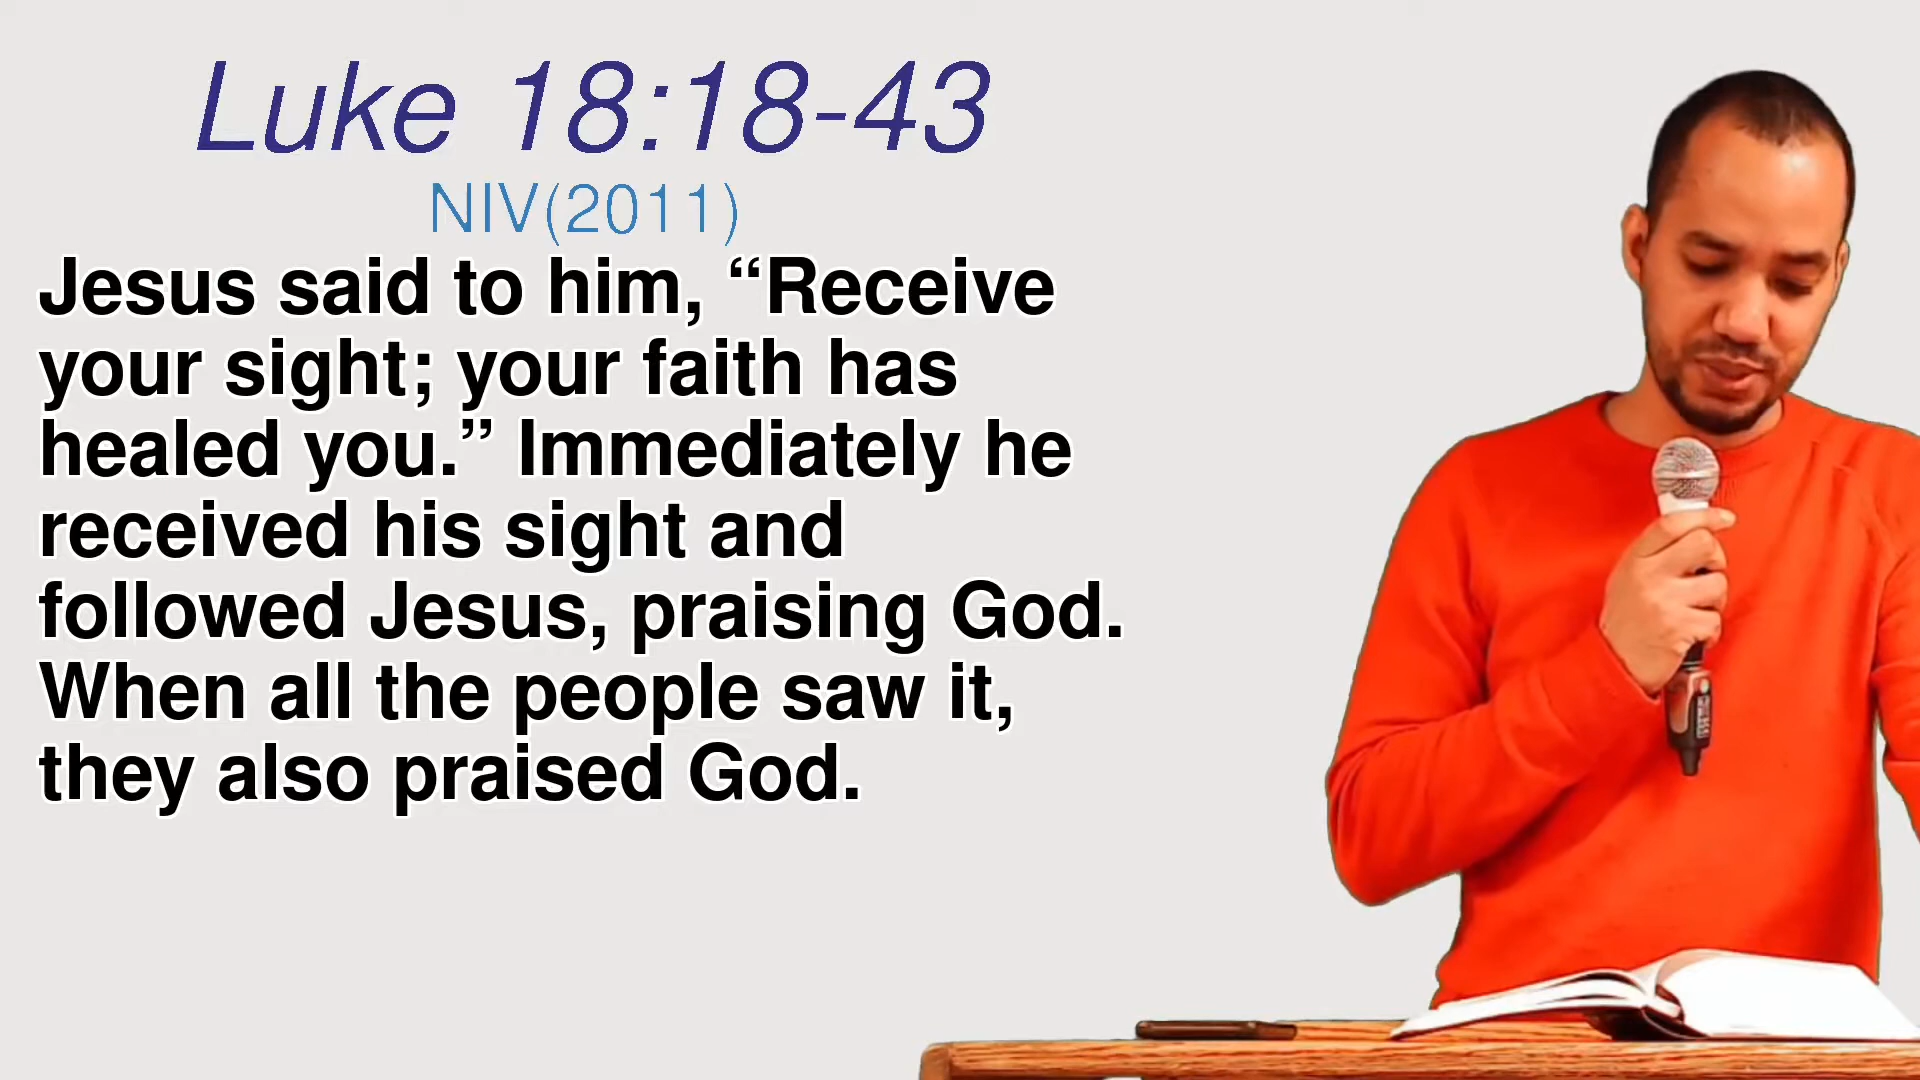 Luke 18:18-43
NIV(2011)
Jesus said to him, “Receive
your sight; your faith has
healed you.” Immediately he
received his sight and
followed Jesus, praising God.
When all the people saw it,
they also praised God.